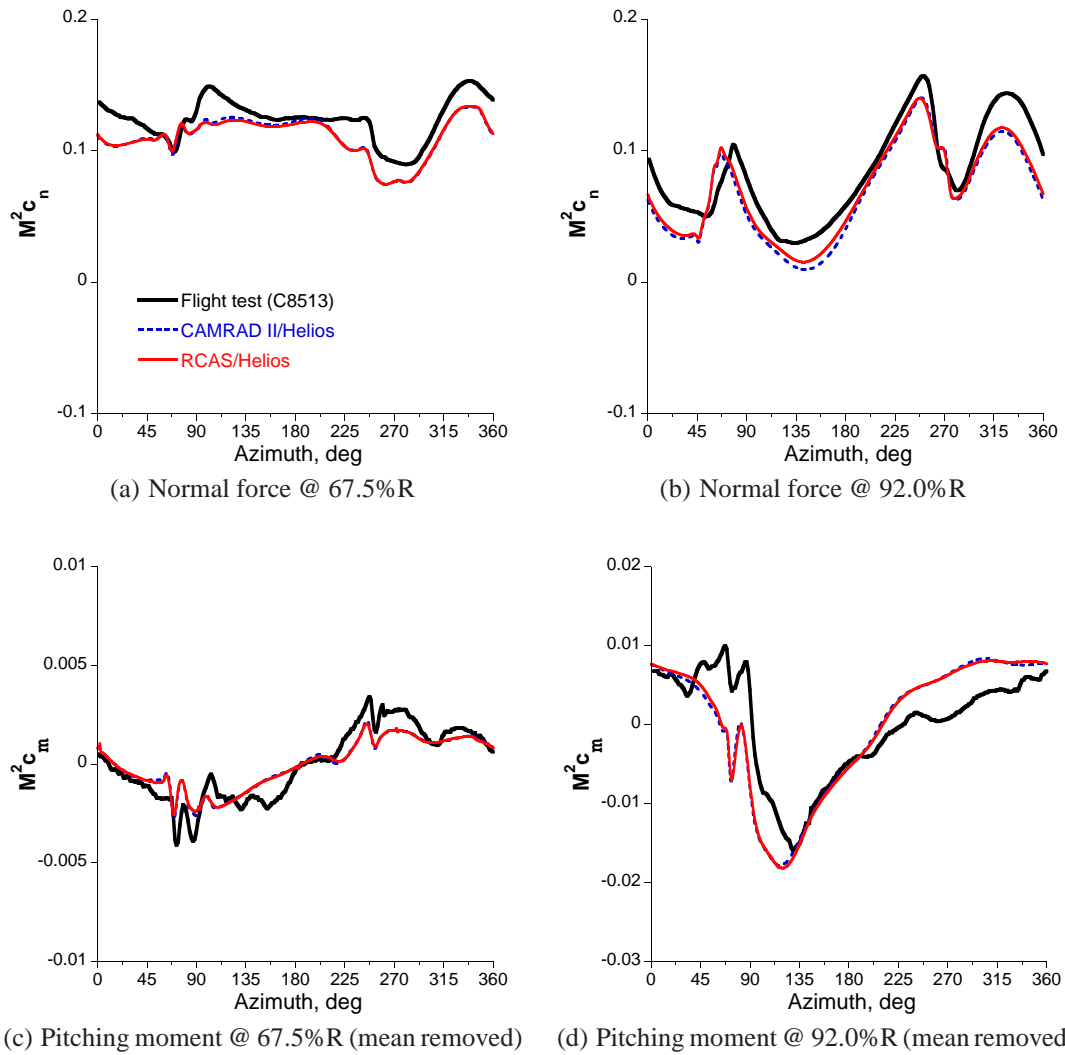 0.2
0.1
0
-0.1
M²cₙ
0 45 90 135 180 225 270 315 360
Azimuth, deg
Flight test (C8513)
CAMRAD II/Helios
RCAS/Helios
(a) Normal force @ 67.5%R
0.2
0.1
0
-0.1
M²cₙ
0 45 90 135 180 225 270 315 360
Azimuth, deg
(b) Normal force @ 92.0%R
0.01
0.005
0
-0.005
-0.01
M²cₘ
0 45 90 135 180 225 270 315 360
Azimuth, deg
(c) Pitching moment @ 67.5%R (mean removed)
0.02
0.01
0
-0.01
-0.02
-0.03
M²cₘ
0 45 90 135 180 225 270 315 360
Azimuth, deg
(d) Pitching moment @ 92.0%R (mean removed